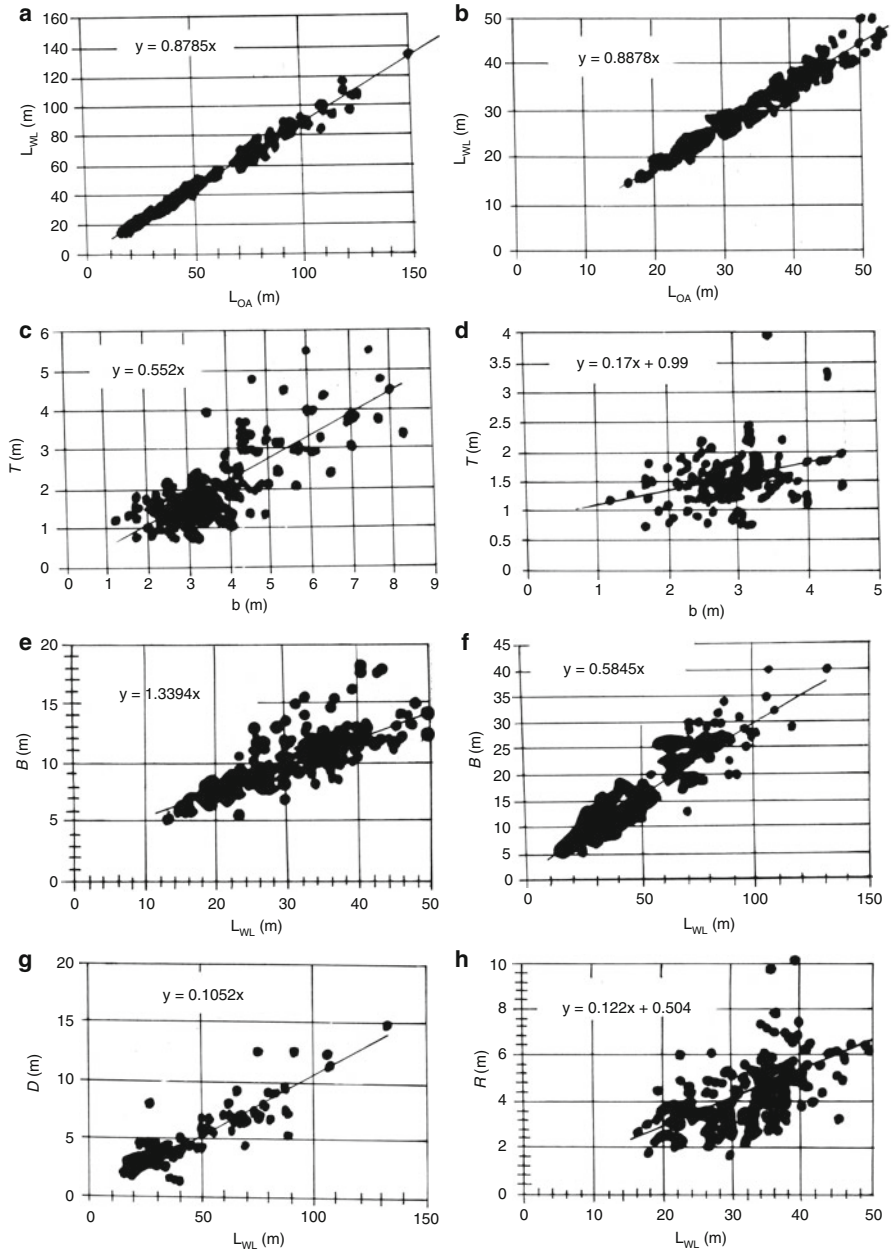 a
160
140
120
100
80
60
40
20
0
L_WL (m)
y = 0.8785x
0 50 100 150
L_OA (m)
b
50
40
30
20
10
0
L_WL (m)
y = 0.8878x
0 10 20 30 40 50
L_OA (m)
c
6
5
4
3
2
1
0
T (m)
y = 0.552x
0 1 2 3 4 5 6 7 8 9
b (m)
d
4
3.5
3
2.5
2
1.5
1
0.5
0
T (m)
y = 0.17x + 0.99
0 1 2 3 4 5
b (m)
e
20
15
10
5
0
B (m)
y = 1.3394x
0 10 20 30 40 50
L_WL (m)
f
45
40
35
30
25
20
15
10
5
0
B (m)
y = 0.5845x
0 50 100 150
L_WL (m)
g
20
15
10
5
0
D (m)
y = 0.1052x
0 50 100 150
L_WL (m)
h
10
8
6
4
2
0
R (m)
y = 0.122x + 0.504
0 10 20 30 40 50
L_WL (m)